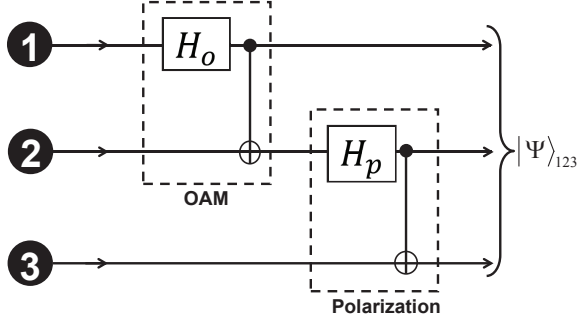 1
H_o
2
OAM
H_p
|Ψ⟩_123
3
Polarization